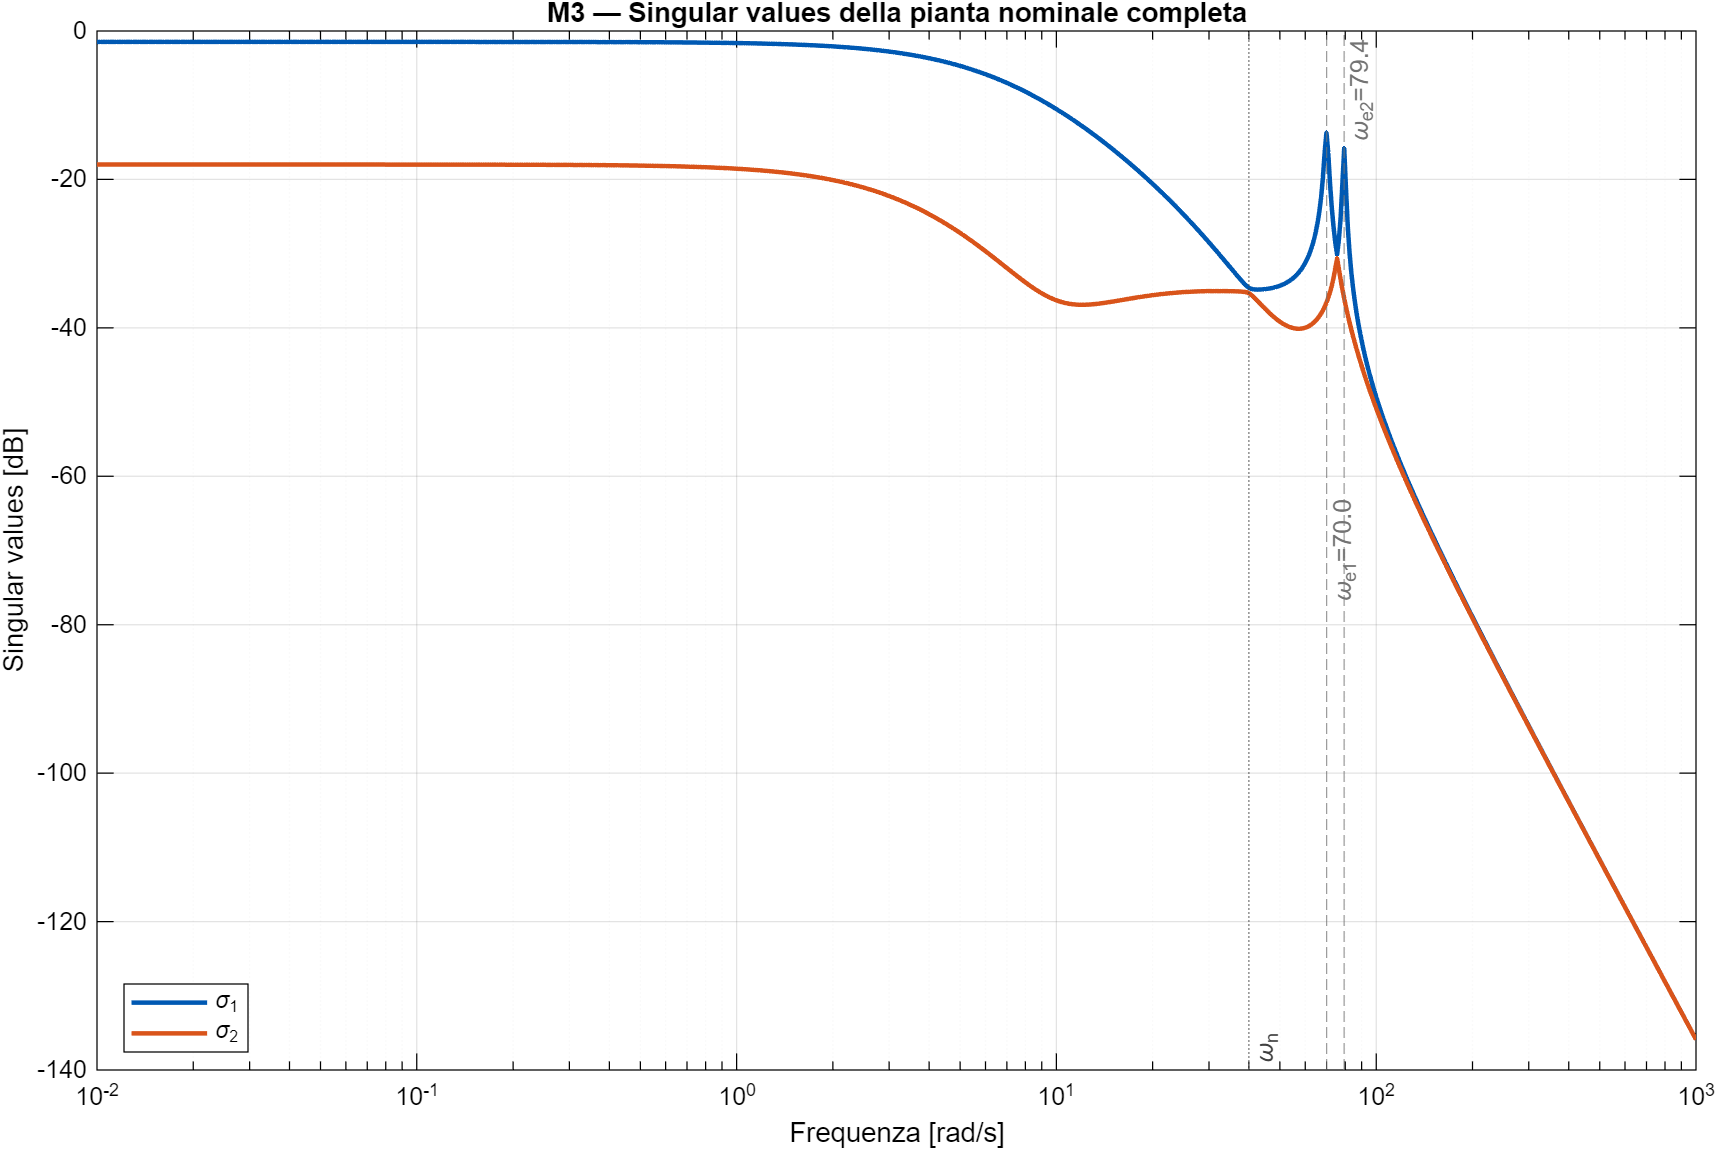 M3 — Singular values della pianta nominale completa
0
-20
-40
-60
-80
-100
-120
-140
Singular values [dB]
ωe2=79.4
ωe1=70.0
ωn
σ1
σ2
10-2
10-1
100
101
102
103
Frequenza [rad/s]